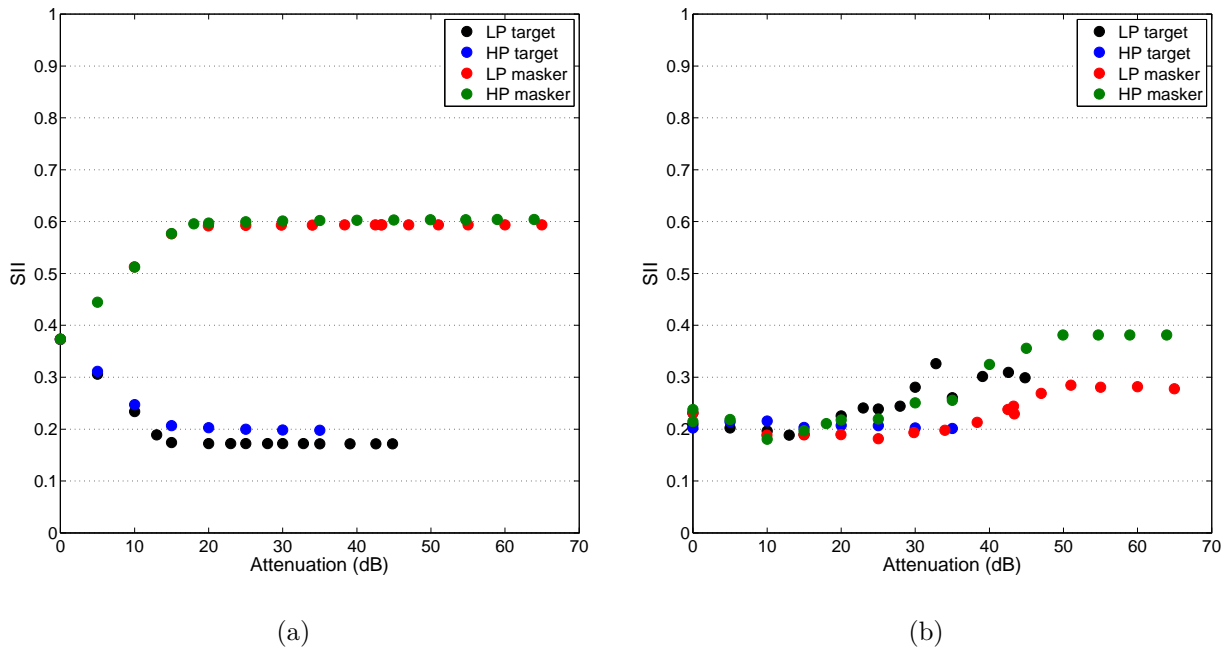 1
0.9
0.8
0.7
0.6
0.5
0.4
0.3
0.2
0.1
0
SII
0 10 20 30 40 50 60 70
Attenuation (dB)
LP target
HP target
LP masker
HP masker
(a)
1
0.9
0.8
0.7
0.6
0.5
0.4
0.3
0.2
0.1
0
SII
0 10 20 30 40 50 60 70
Attenuation (dB)
LP target
HP target
LP masker
HP masker
(b)